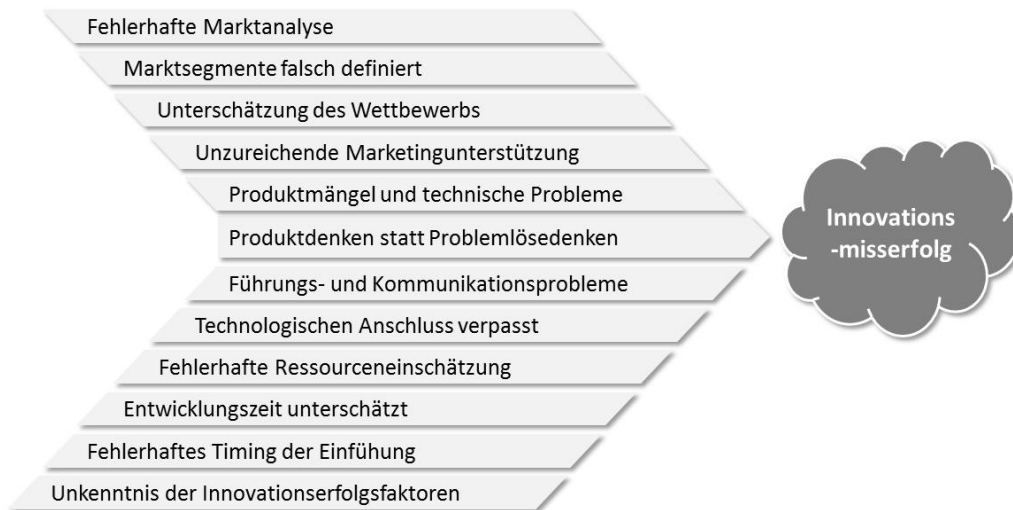 Fehlerhafte Marktanalyse
Marktsegmente falsch definiert
Unterschätzung des Wettbewerbs
Unzureichende Marketingunterstützung
Produktmängel und technische Probleme
Produktdenken statt Problemlösedenken
Führungs- und Kommunikationsprobleme
Technologischen Anschluss verpasst
Fehlerhafte Ressourceneinschätzung
Entwicklungszeit unterschätzt
Fehlerhaftes Timing der Einfühung
Unkenntnis der Innovationserfolgsfaktoren
Innovations
-misserfolg